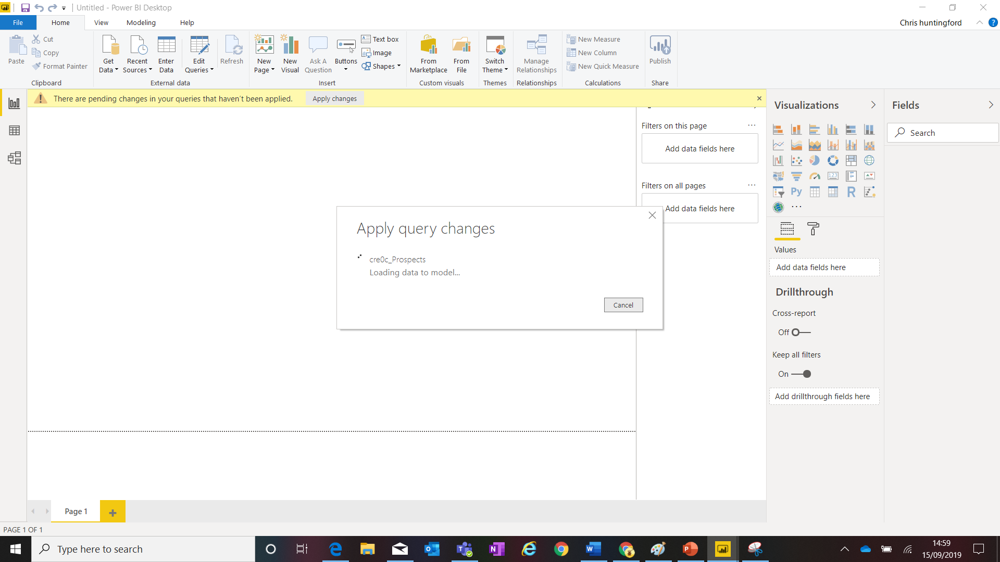 Untitled - Power BI Desktop
File
Home
View
Modeling
Help
Chris huntingford
?
Paste
Cut
Copy
Format Painter
Clipboard
Get Data
Recent Sources
Enter Data
Edit Queries
Refresh
External data
New Page
New Visual
Ask A Question
Buttons
Text box
Image
Shapes
Insert
From Marketplace
From File
Custom visuals
Switch Theme
Themes
Manage Relationships
Relationships
New Measure
New Column
New Quick Measure
Calculations
Publish
Share
There are pending changes in your queries that haven't been applied.
Apply changes
Filters on this page
...
Add data fields here
Filters on all pages
...
Add data fields here
Apply query changes
cre0c_Prospects
Loading data to model...
Cancel
Visualizations
123
Py
R
...
Values
Add data fields here
Drillthrough
Cross-report
Off
Keep all filters
On
Add drillthrough fields here
Fields
Search
Page 1
PAGE 1 OF 1
Type here to search
14:59
15/09/2019